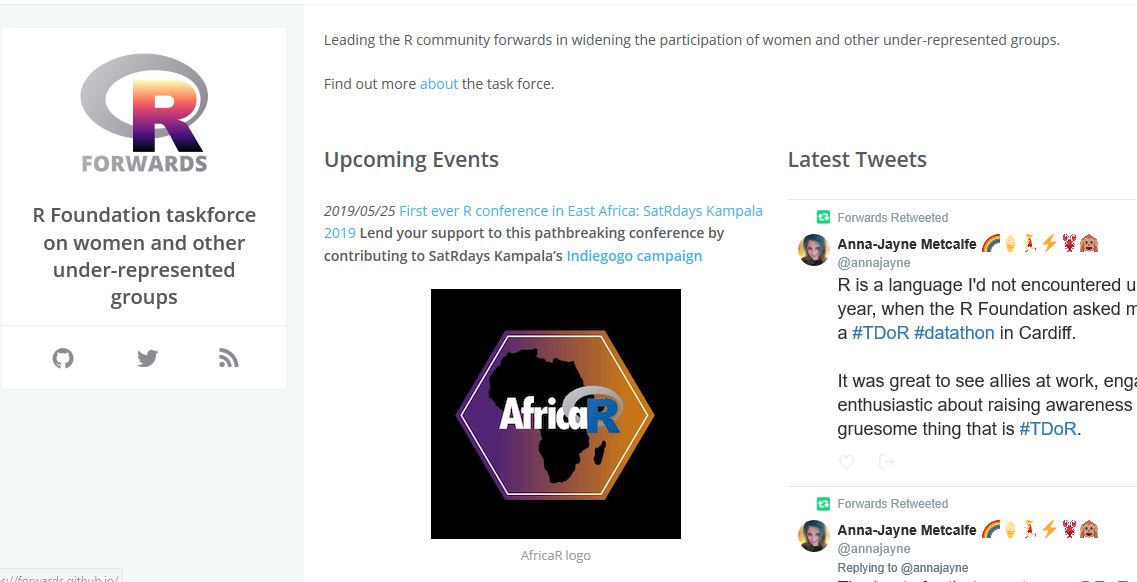 Leading the R community forwards in widening the participation of women and other under-represented groups.
Find out more about the task force.
R
FORWARDS
R Foundation taskforce
on women and other
under-represented
groups
Upcoming Events
2019/05/25 First ever R conference in East Africa: SatRdays Kampala
2019 Lend your support to this pathbreaking conference by
contributing to SatRdays Kampala’s Indiegogo campaign
AfricaR
AfricaR logo
Latest Tweets
Forwards Retweeted
Anna-Jayne Metcalfe
@annajayne
R is a language I'd not encountered u
year, when the R Foundation asked m
a #TDoR #datathon in Cardiff.
It was great to see allies at work, enga
enthusiastic about raising awareness
gruesome thing that is #TDoR.
Forwards Retweeted
Anna-Jayne Metcalfe
@annajayne
Replying to @annajayne
s://forwards.github.io/